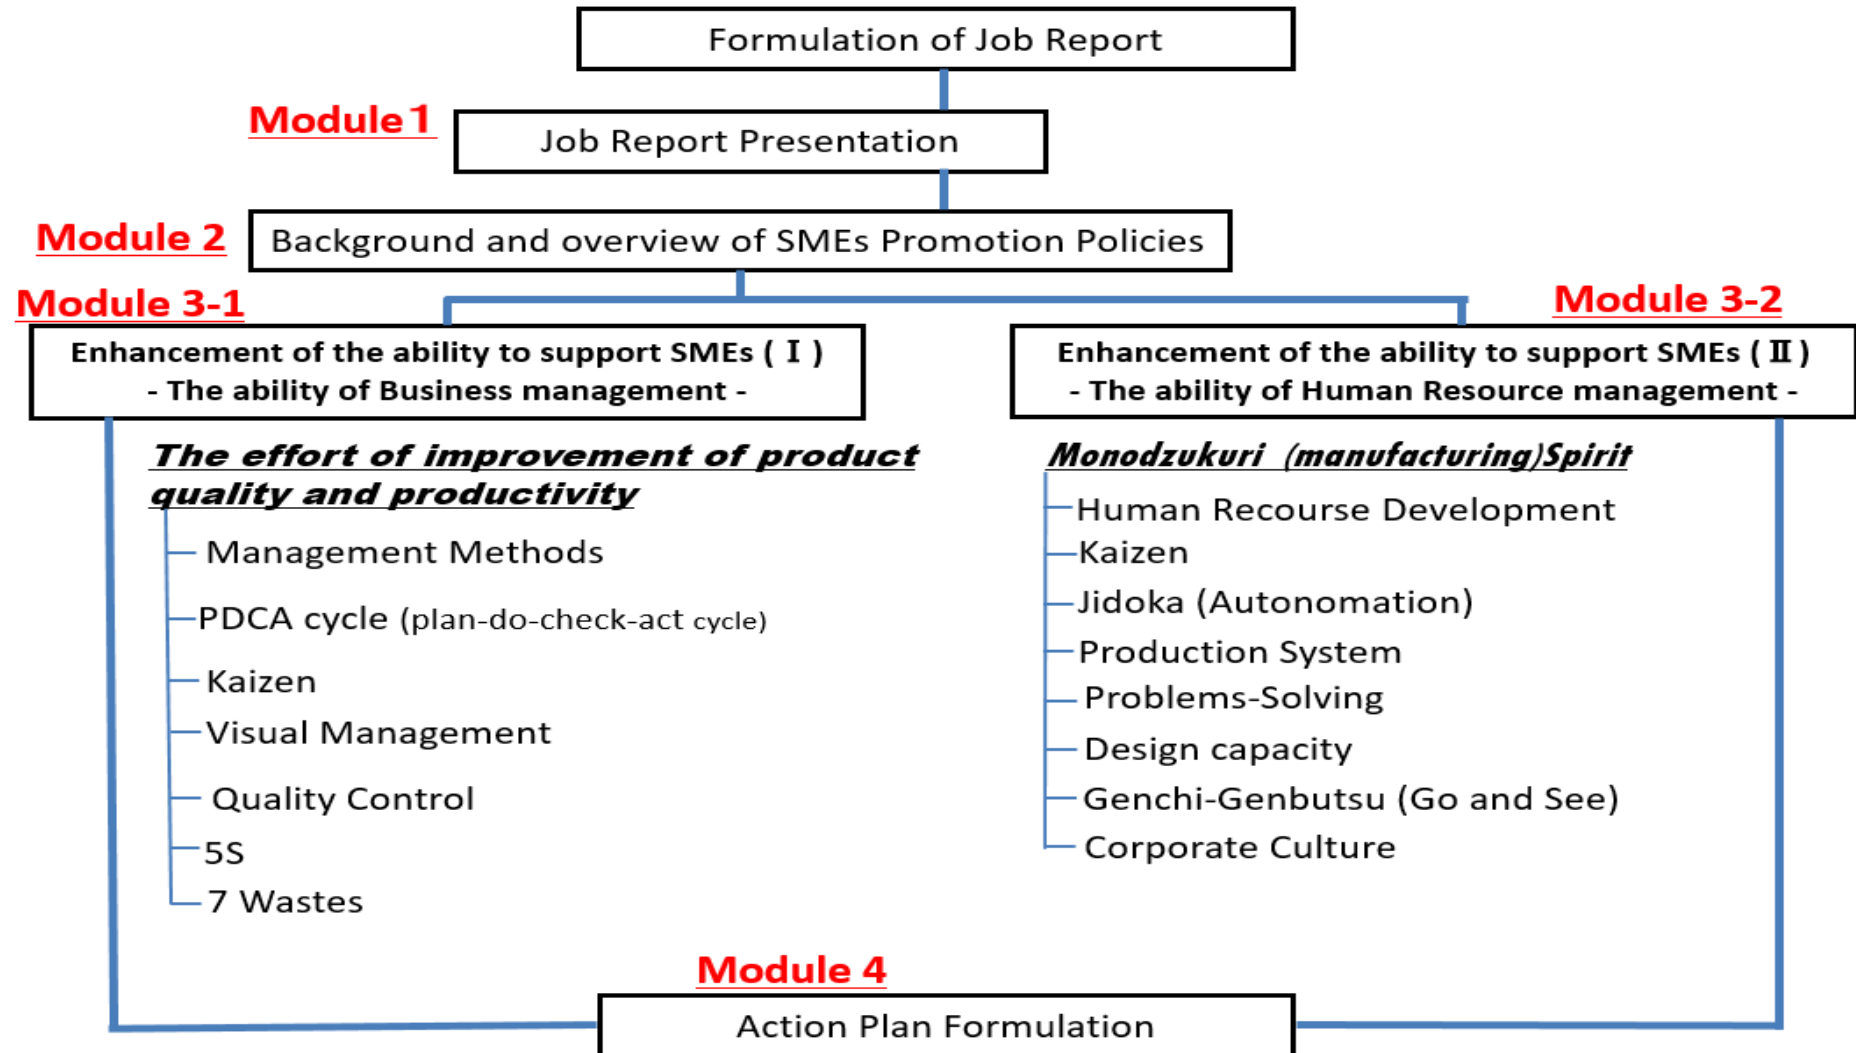 Formulation of Job Report
Module 1
Job Report Presentation
Module 2
Background and overview of SMEs Promotion Policies
Module 3-1
Enhancement of the ability to support SMEs ( Ⅰ )
- The ability of Business management -
The effort of improvement of product
quality and productivity
Management Methods
PDCA cycle (plan-do-check-act cycle)
Kaizen
Visual Management
Quality Control
5S
7 Wastes
Module 3-2
Enhancement of the ability to support SMEs ( Ⅱ )
- The ability of Human Resource management -
Monodzukuri (manufacturing)Spirit
Human Recourse Development
Kaizen
Jidoka (Autonomation)
Production System
Problems-Solving
Design capacity
Genchi-Genbutsu (Go and See)
Corporate Culture
Module 4
Action Plan Formulation